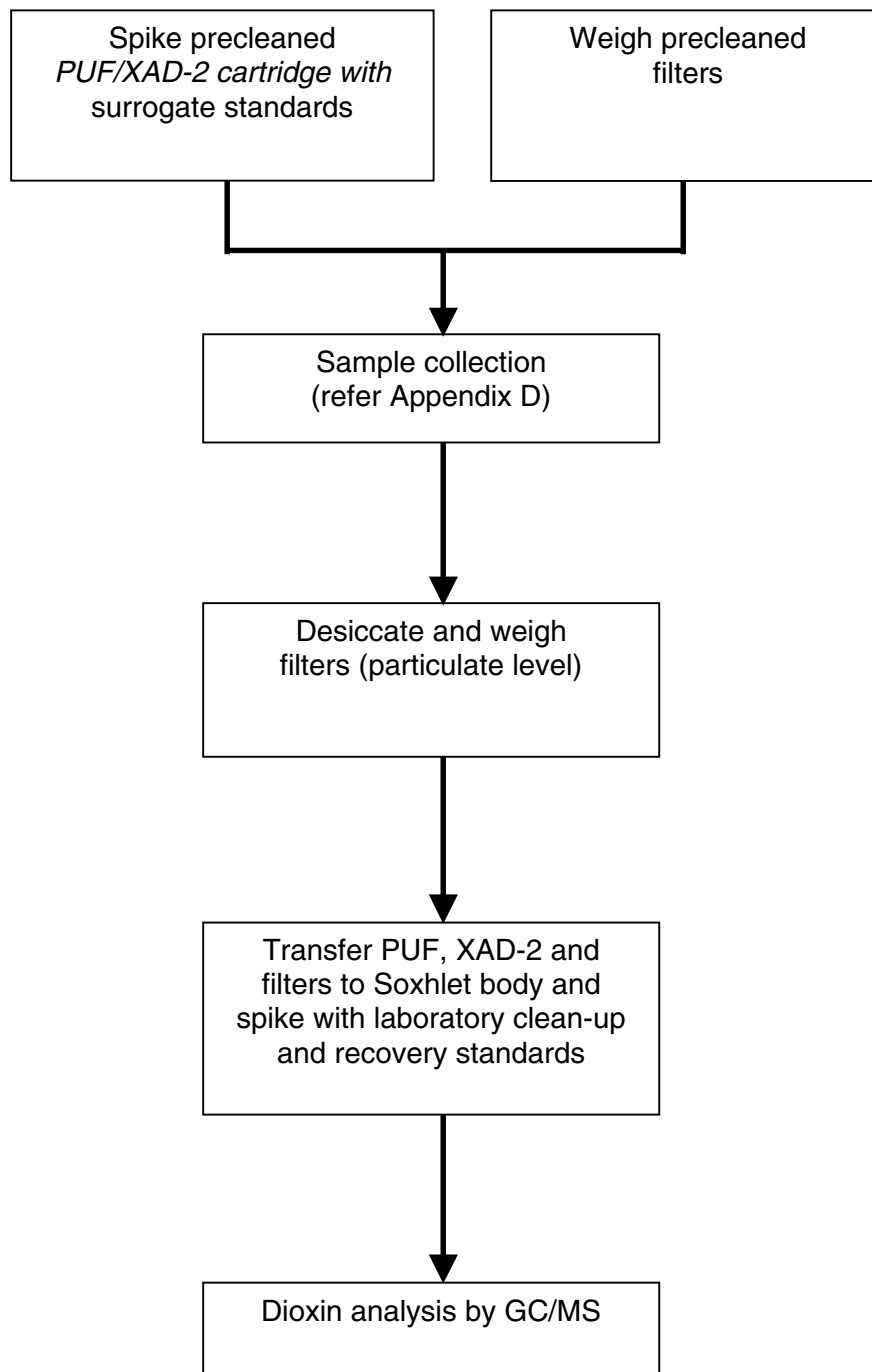 Spike precleaned
PUF/XAD-2 cartridge with
surrogate standards
Weigh precleaned
filters
Sample collection
(refer Appendix D)
Desiccate and weigh
filters (particulate level)
Transfer PUF, XAD-2 and
filters to Soxhlet body and
spike with laboratory clean-up
and recovery standards
Dioxin analysis by GC/MS